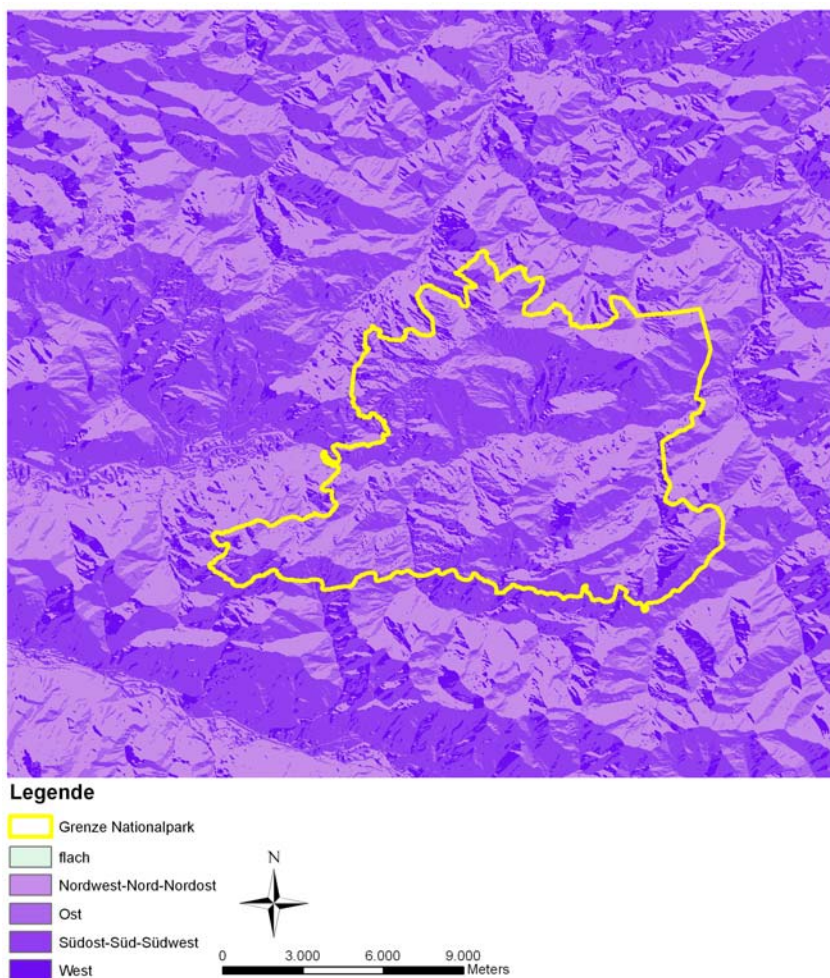 Legende
Grenze Nationalpark
flach
Nordwest-Nord-Nordost
Ost
Südost-Süd-Südwest
West
N
0 3.000 6.000 9.000
Meters